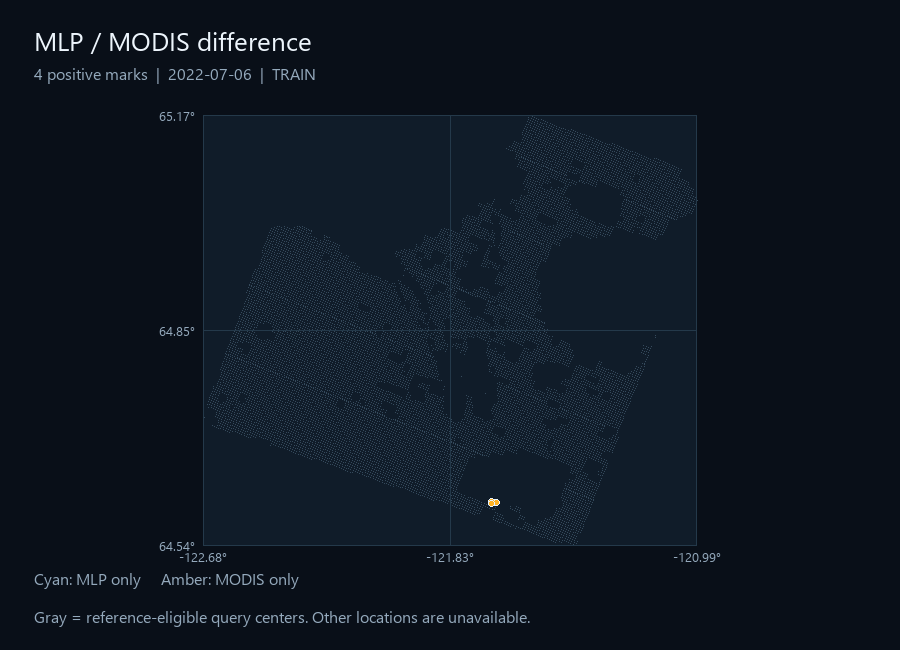 MLP / MODIS difference
4 positive marks | 2022-07-06 | TRAIN
65.17°
64.85°
64.54°
-122.68° -121.83° -120.99°
Cyan: MLP only Amber: MODIS only
Gray = reference-eligible query centers. Other locations are unavailable.